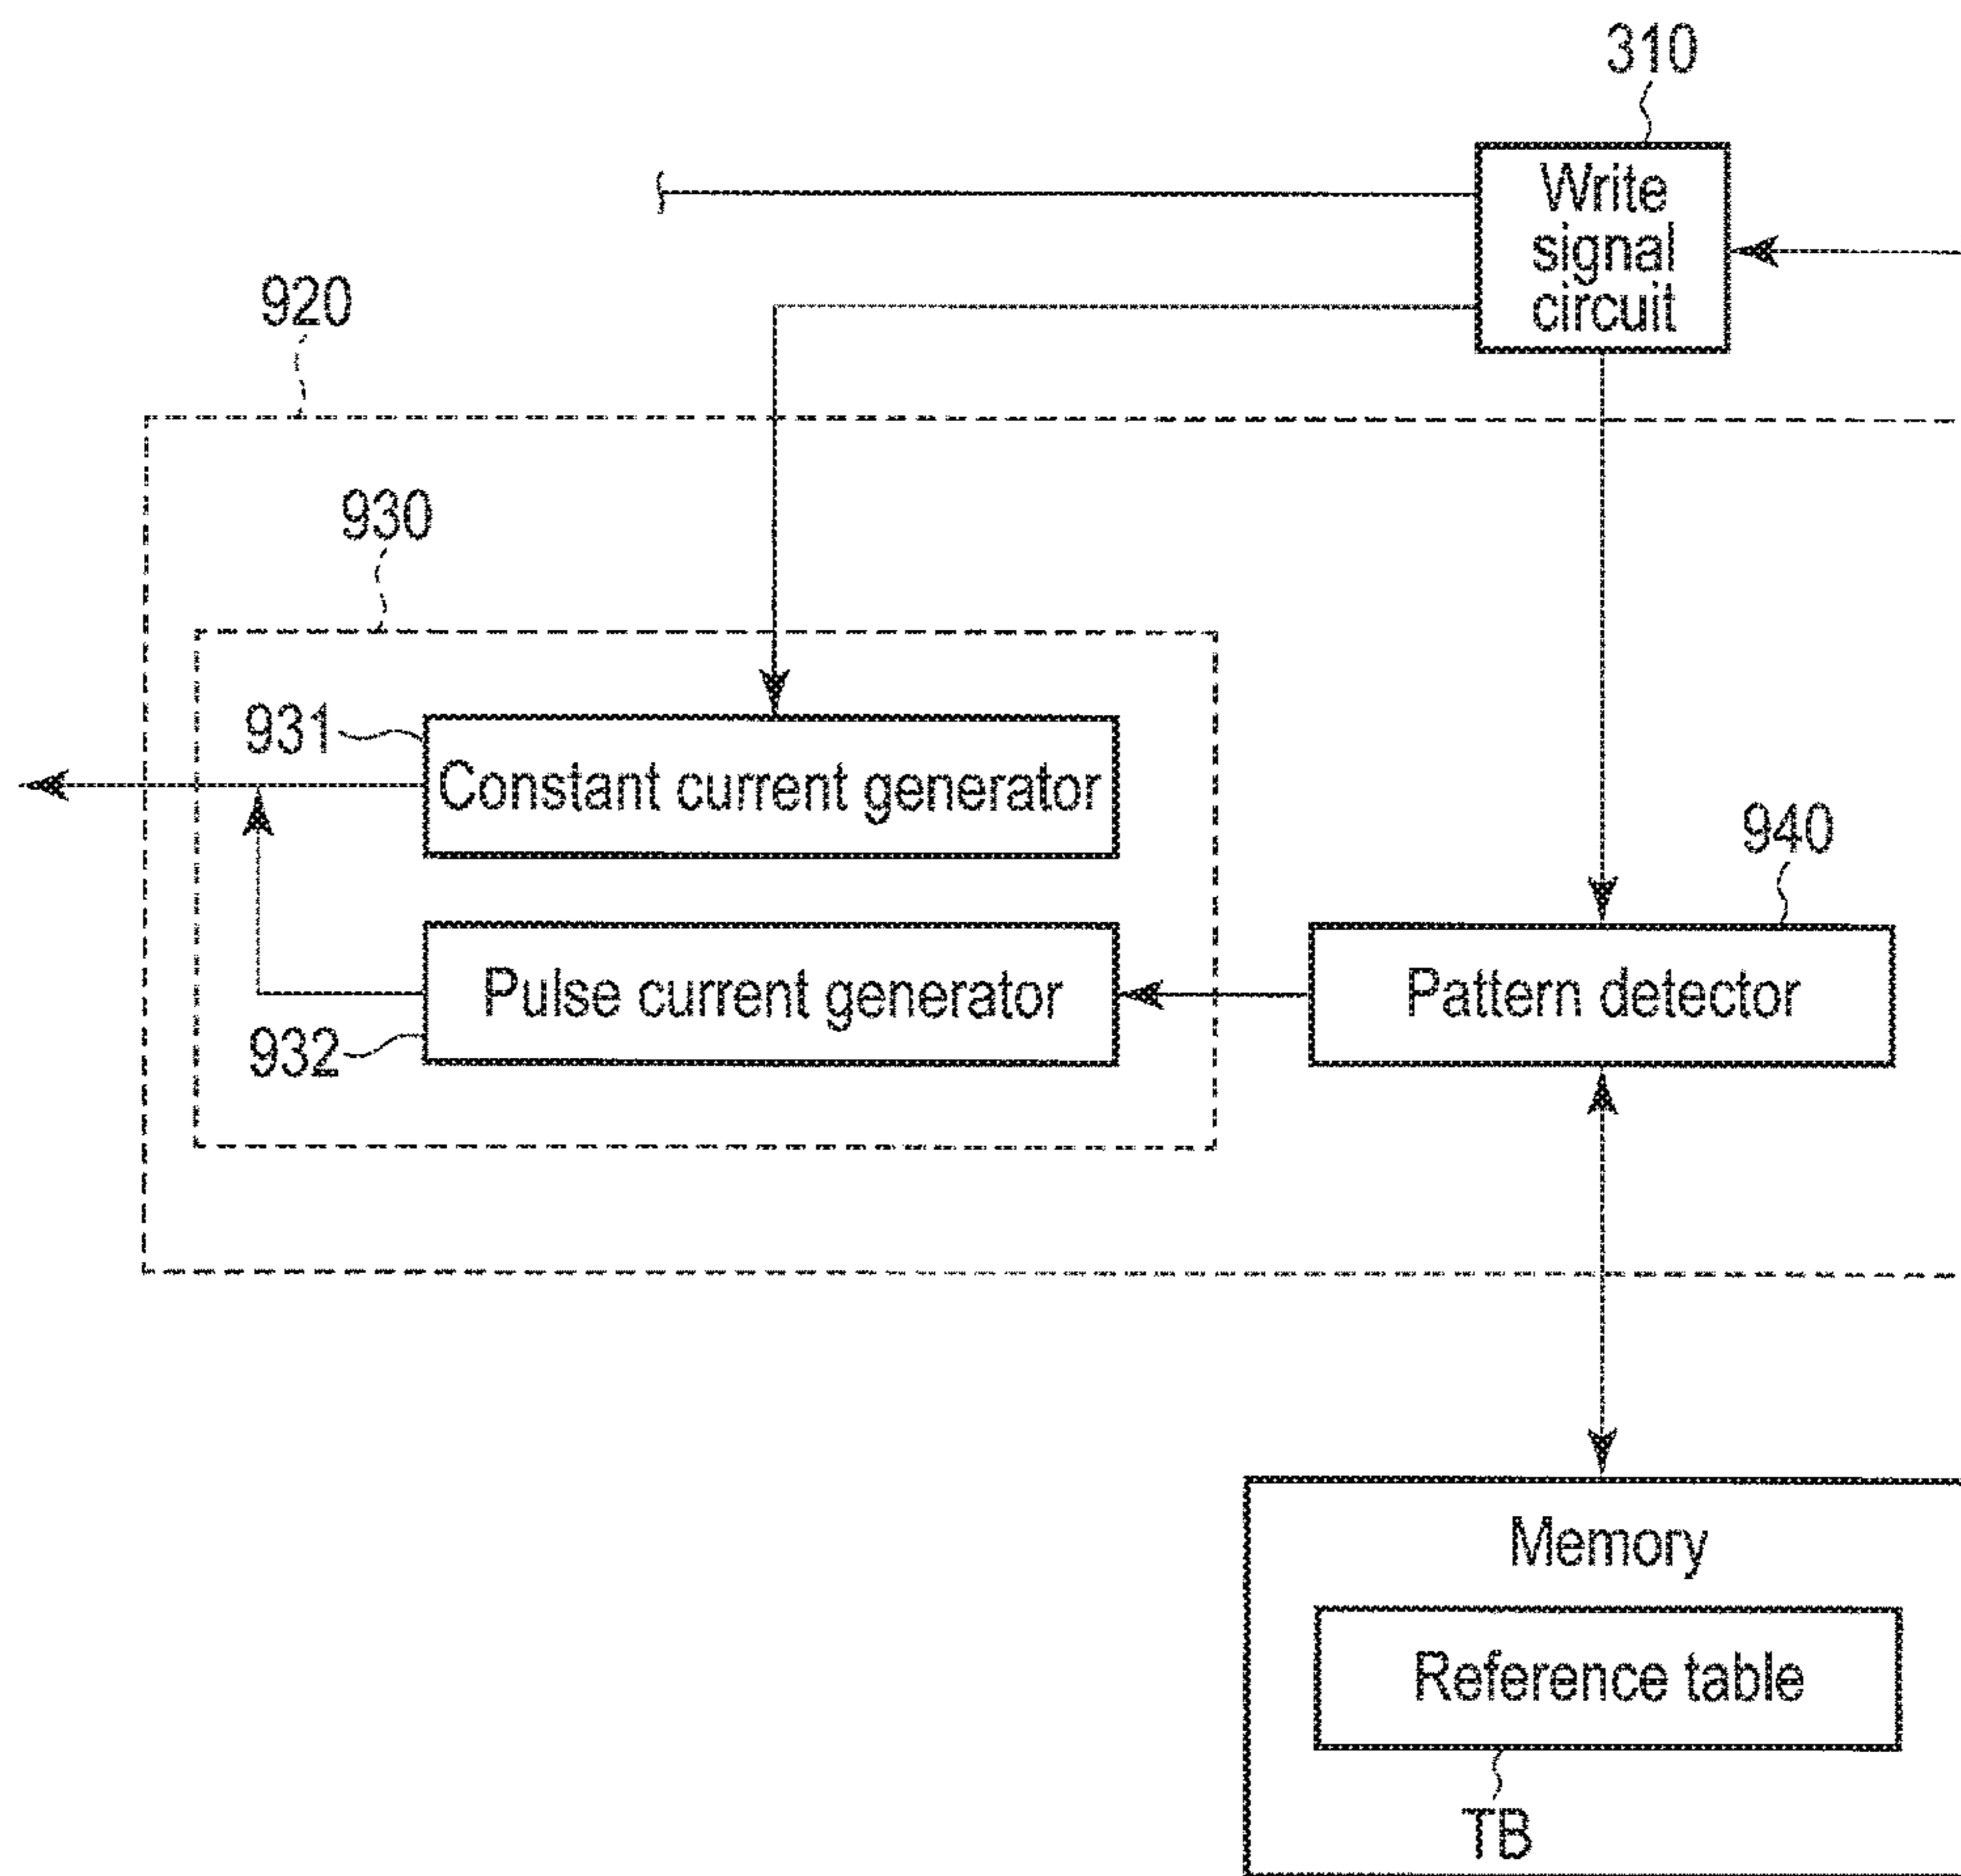 310
Write
signal
circuit
920
930
931
Constant current generator
940
Pulse current generator
Pattern detector
932
Memory
Reference table
TB